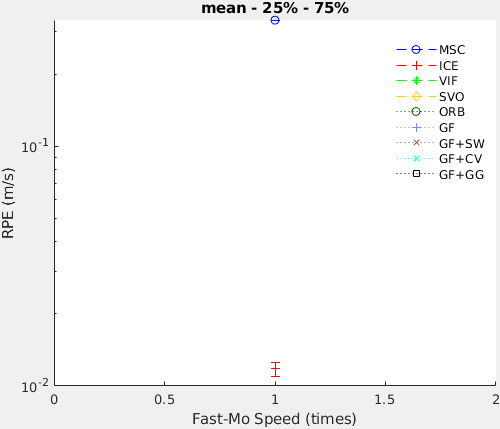 mean - 25% - 75%
RPE (m/s)
10^-1
10^-2
MSC
ICE
VIF
SVO
ORB
GF
GF+SW
GF+CV
GF+GG
0 0.5 1 1.5 2
Fast-Mo Speed (times)